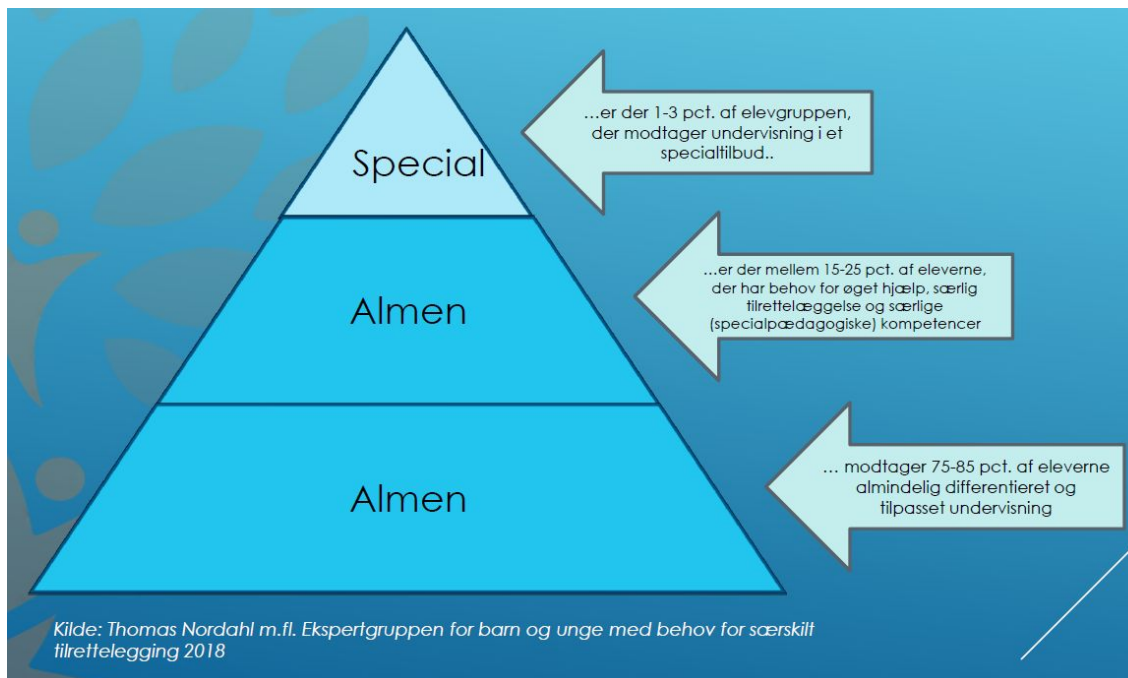 …er der 1-3 pct. af elevgruppen,
der modtager undervisning i et
specialtilbud..
Special
…er der mellem 15-25 pct. af eleverne,
der har behov for øget hjælp, særlig
tilrettelæggelse og særlige
(specialpædagogiske) kompetencer
Almen
… modtager 75-85 pct. af eleverne
almindelig differentieret og
tilpasset undervisning
Almen
Kilde: Thomas Nordahl m.fl. Ekspertgruppen for barn og unge med behov for særskilt
tilrettelegging 2018